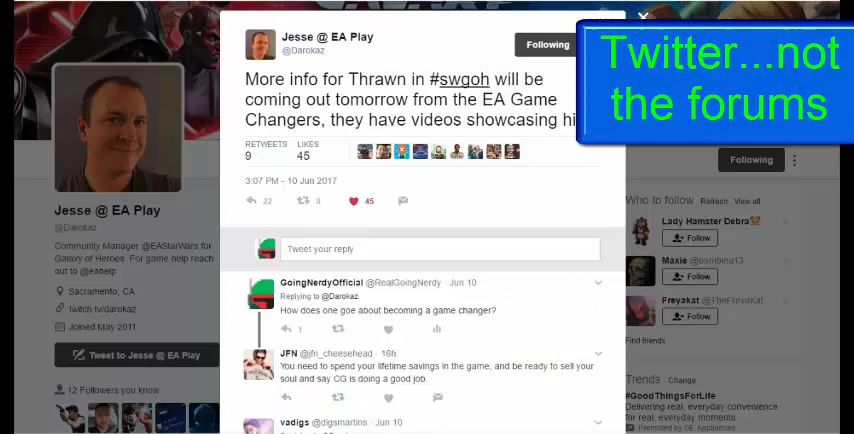 Jesse @ EA Play
@Darokaz
Following
Twitter...not
the forums
More info for Thrawn in #swgoh will be
coming out tomorrow from the EA Game
Changers, they have videos showcasing
RETWEETS LIKES
9 45
3:07 PM - 10 Jun 2017
22 0 45
Tweet your reply
GoingNerdyOfficial @RealGoingNerdy · Jun 10
Replying to @Darokaz
How does one goe about becoming a game changer?
1
JFN @jfn_cheesehead · 16h
You need to spend your lifetime savings in the game, and be ready to sell your
soul and say CG is doing a good job.
vadigs @digsmartins · Jun 10
Jesse @ EA Play
@Darokaz
Community Manager @EAStarWars for
Galaxy of Heroes. For game help reach
out to @eahelp
Sacramento, CA
twitch.tv/darokaz
Joined May 2011
Tweet to Jesse @ EA Play
12 Followers you know
Following
Who to follow Refresh View all
Lady Hamster Debra
Follow
Maxie @bambina13
Follow
Freyakat @TheFreyaKat
Follow
Find friends
Trends Change
#GoodThingsForLife
Delivering real, everyday convenience
for real, everyday moments.
Promoted by GE Appliances